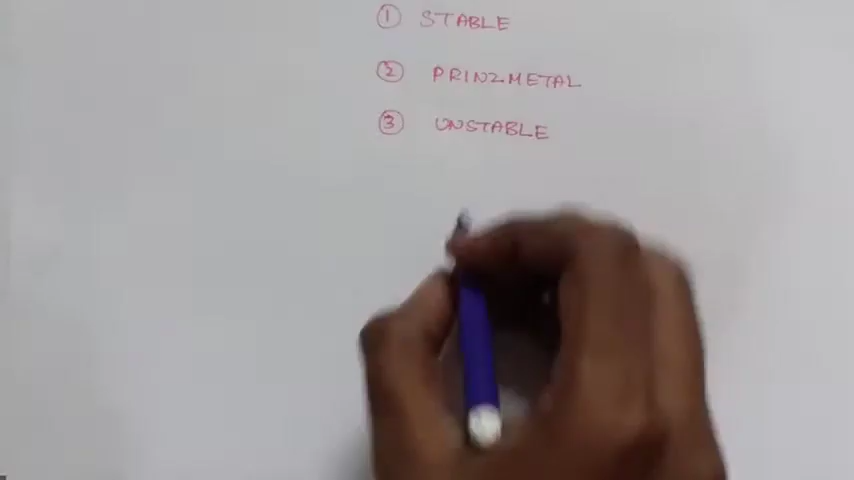 ① STABLE
② PRINZMETAL
③ UNSTABLE